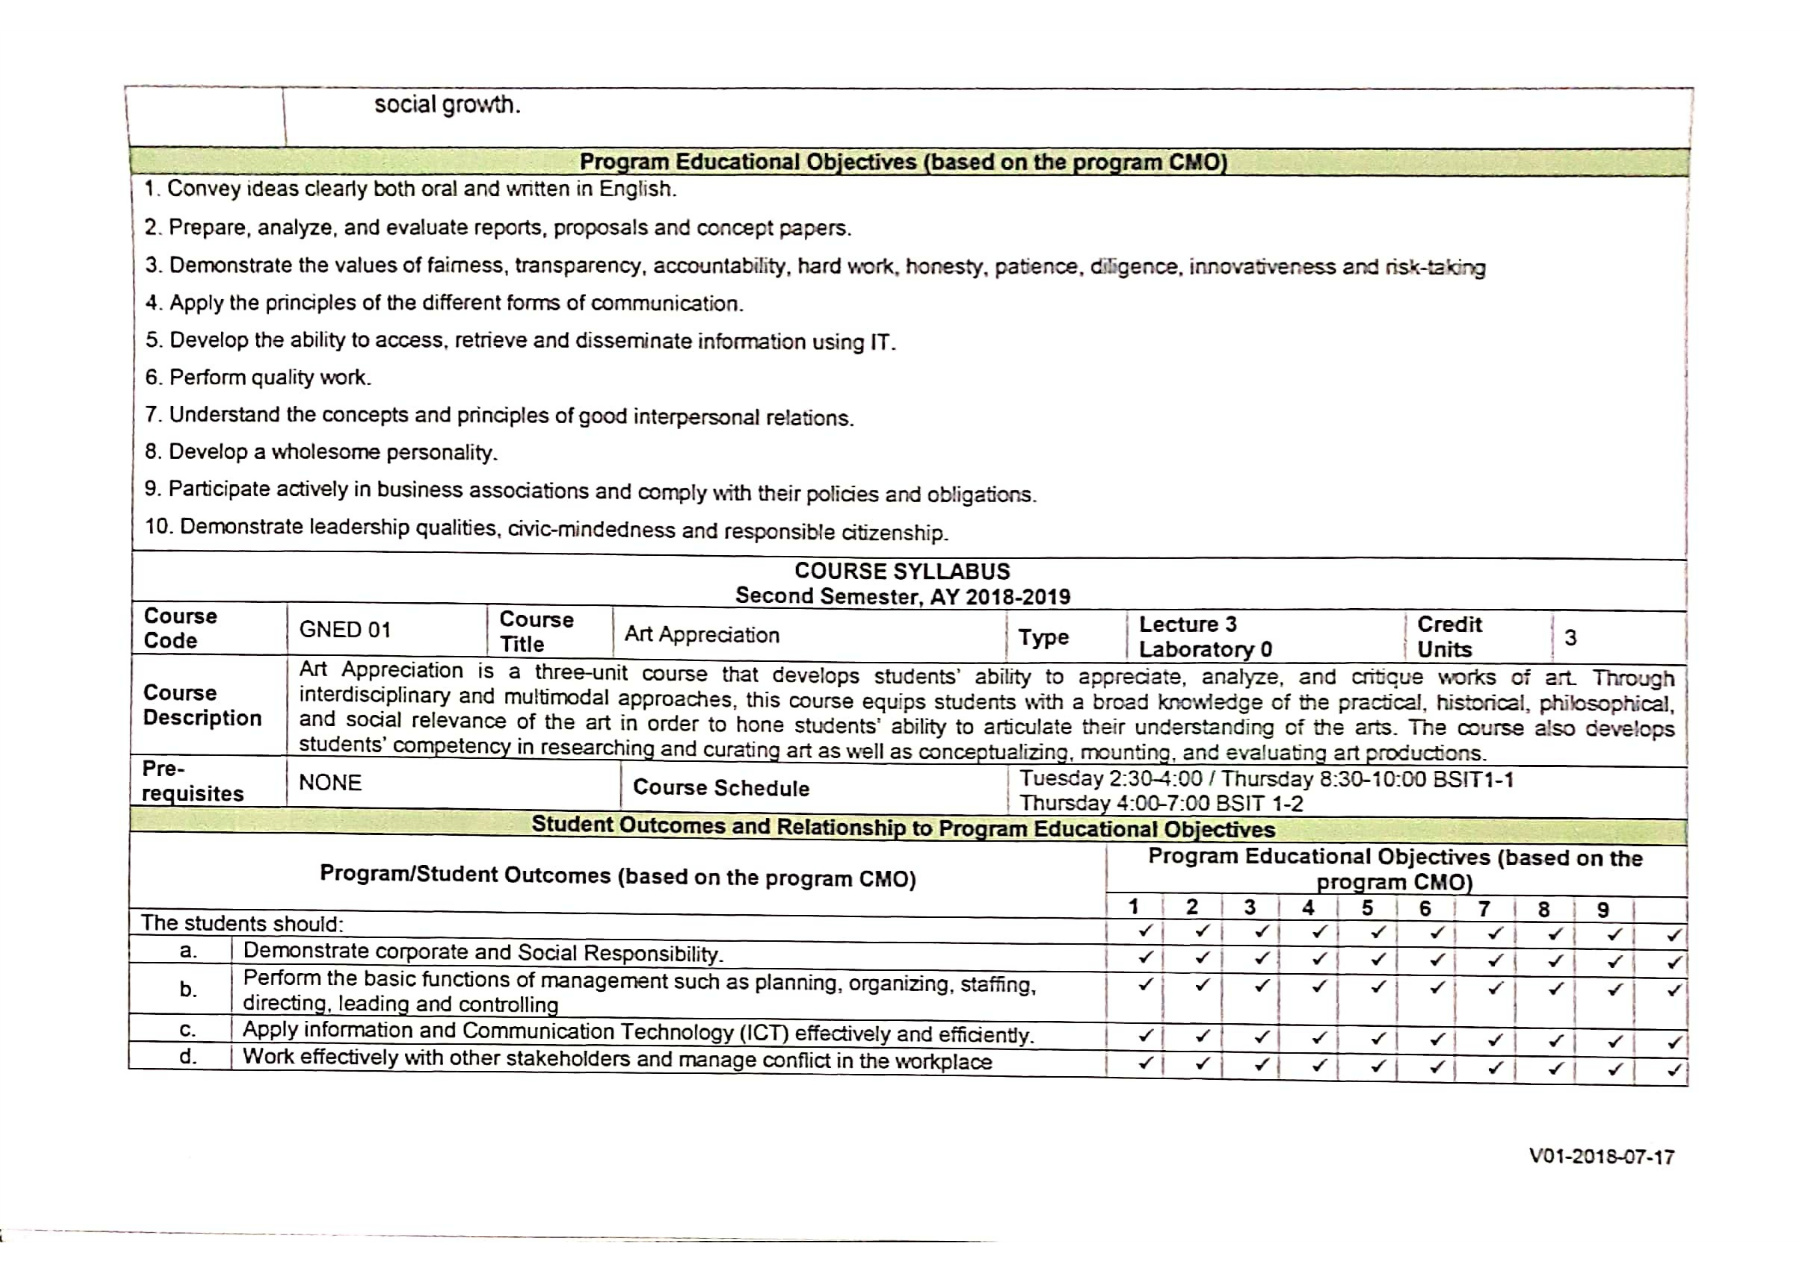 social growth.
Program Educational Objectives (based on the program CMO)
1. Convey ideas clearly both oral and written in English.
2. Prepare, analyze, and evaluate reports, proposals and concept papers.
3. Demonstrate the values of fairness, transparency, accountability, hard work, honesty, patience, diligence, innovativeness and risk-taking
4. Apply the principles of the different forms of communication.
5. Develop the ability to access, retrieve and disseminate information using IT.
6. Perform quality work.
7. Understand the concepts and principles of good interpersonal relations.
8. Develop a wholesome personality.
9. Participate actively in business associations and comply with their policies and obligations.
10. Demonstrate leadership qualities, civic-mindedness and responsible citizenship.
COURSE SYLLABUS
Second Semester, AY 2018-2019
Course Code GNED 01 Course Title Art Appreciation Type Lecture 3 Laboratory 0 Credit Units 3
Course Description
Art Appreciation is a three-unit course that develops students' ability to appreciate, analyze, and critique works of art. Through
interdisciplinary and multimodal approaches, this course equips students with a broad knowledge of the practical, historical, philosophical,
and social relevance of the art in order to hone students' ability to articulate their understanding of the arts. The course also develops
students' competency in researching and curating art as well as conceptualizing, mounting, and evaluating art productions.
Pre-requisites NONE Course Schedule
Tuesday 2:30-4:00 / Thursday 8:30-10:00 BSIT1-1
Thursday 4:00-7:00 BSIT 1-2
Student Outcomes and Relationship to Program Educational Objectives
Program/Student Outcomes (based on the program CMO)
Program Educational Objectives (based on the
program CMO)
1 2 3 4 5 6 7 8 9
The students should: ✓ ✓ ✓ ✓ ✓ ✓ ✓ ✓ ✓ ✓
a. Demonstrate corporate and Social Responsibility. ✓ ✓ ✓ ✓ ✓ ✓ ✓ ✓ ✓ ✓
b. Perform the basic functions of management such as planning, organizing, staffing, ✓ ✓ ✓ ✓ ✓ ✓ ✓ ✓ ✓ ✓
directing, leading and controlling
c. Apply information and Communication Technology (ICT) effectively and efficiently. ✓ ✓ ✓ ✓ ✓ ✓ ✓ ✓ ✓ ✓
d. Work effectively with other stakeholders and manage conflict in the workplace ✓ ✓ ✓ ✓ ✓ ✓ ✓ ✓ ✓ ✓
V01-2018-07-17